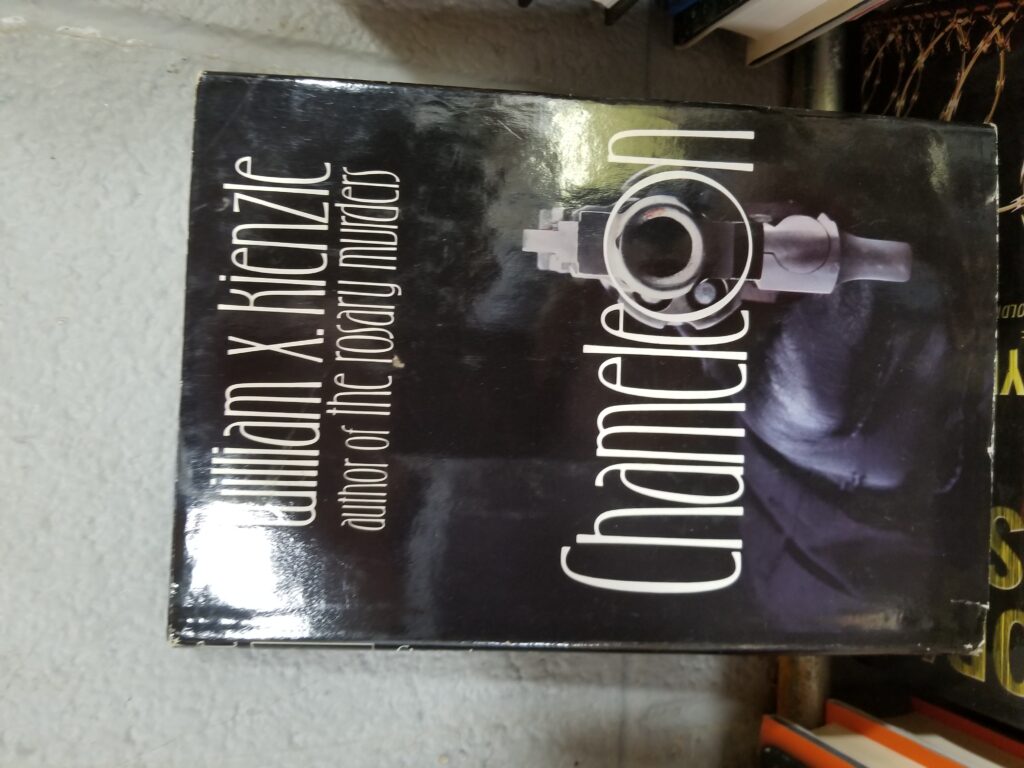 William X. Kienzle
author of the rosary murders
Chameleon